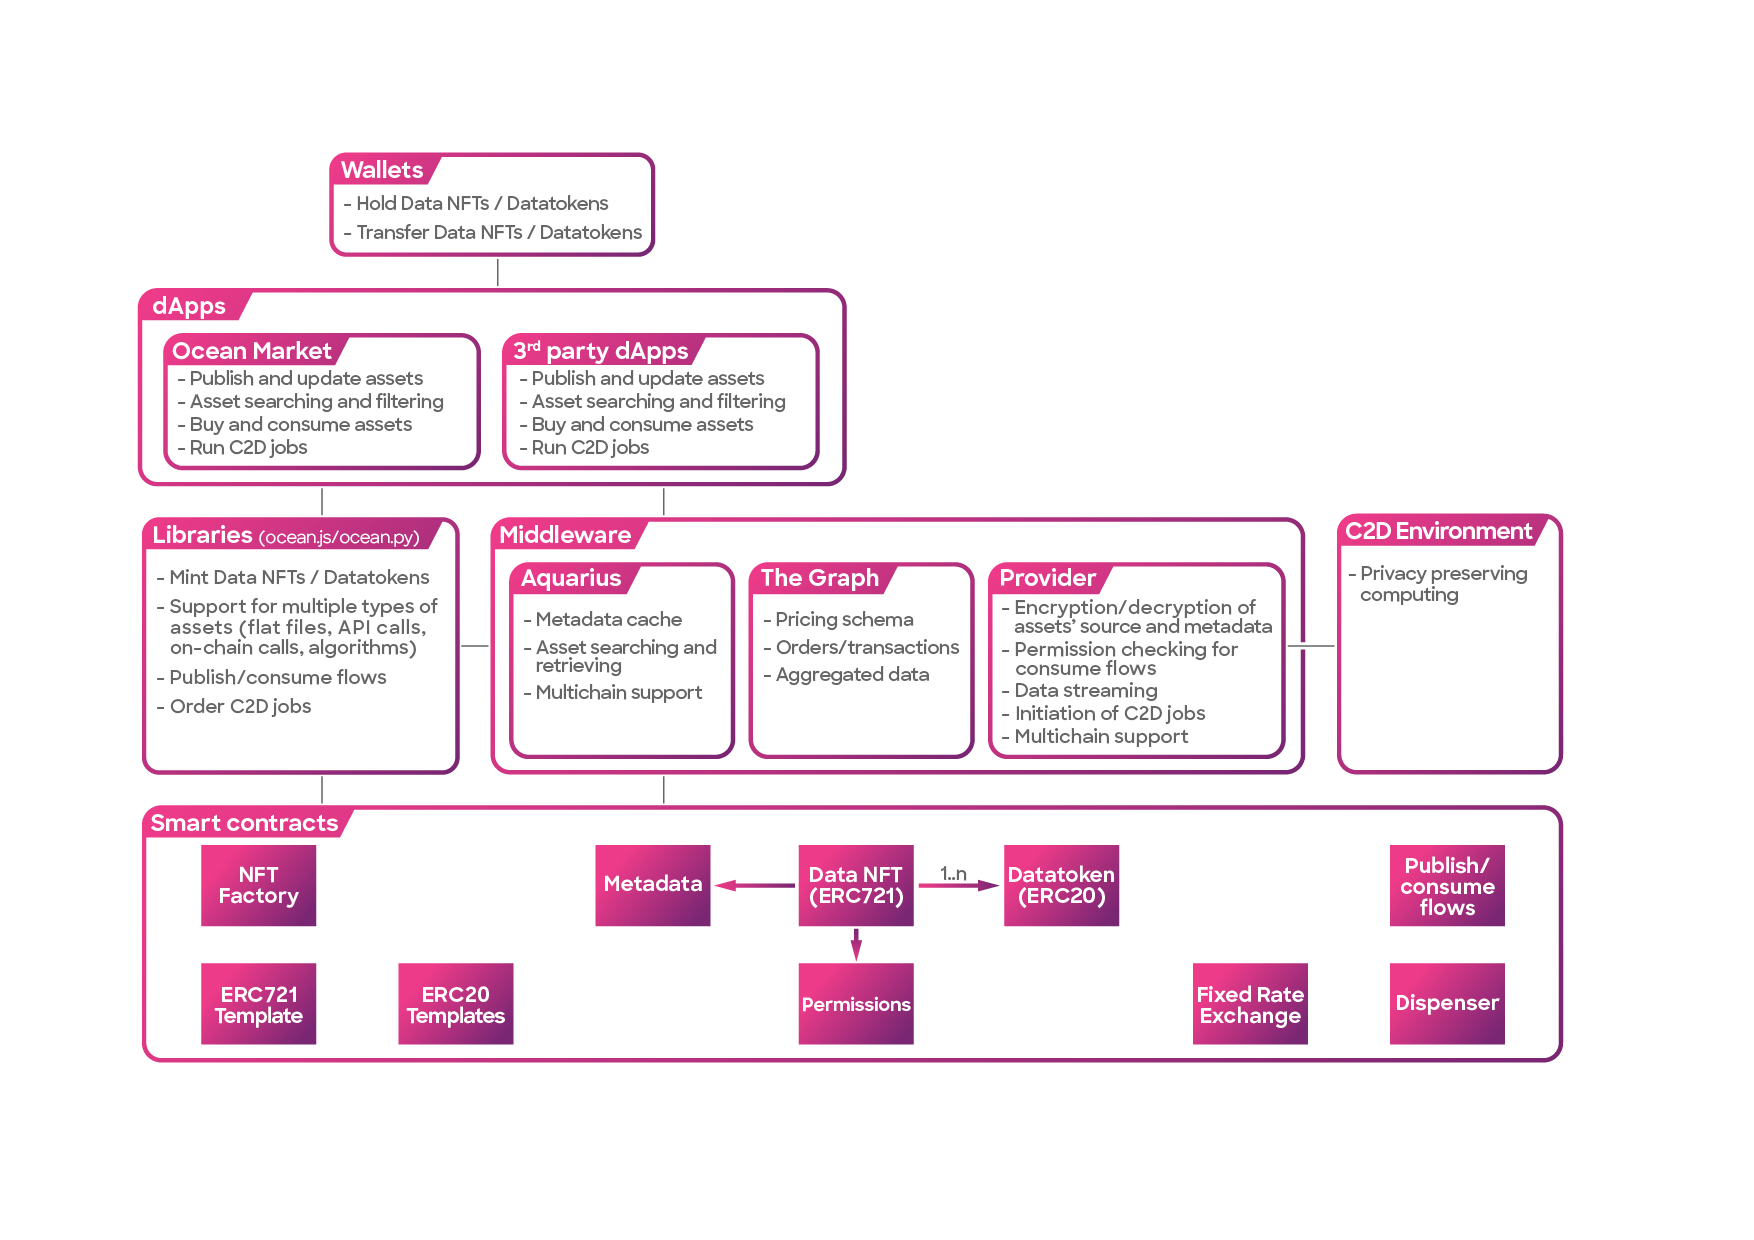 Wallets
- Hold Data NFTs / Datatokens
- Transfer Data NFTs / Datatokens
dApps
Ocean Market
- Publish and update assets
- Asset searching and filtering
- Buy and consume assets
- Run C2D jobs
3rd party dApps
- Publish and update assets
- Asset searching and filtering
- Buy and consume assets
- Run C2D jobs
Libraries (ocean.js/ocean.py)
- Mint Data NFTs / Datatokens
- Support for multiple types of
assets (flat files, API calls,
on-chain calls, algorithms)
- Publish/consume flows
- Order C2D jobs
Middleware
Aquarius
- Metadata cache
- Asset searching and
retrieving
- Multichain support
The Graph
- Pricing schema
- Orders/transactions
- Aggregated data
Provider
- Encryption/decryption of
assets’ source and metadata
- Permission checking for
consume flows
- Data streaming
- Initiation of C2D jobs
- Multichain support
C2D Environment
- Privacy preserving
computing
Smart contracts
NFT
Factory
Metadata
Data NFT
(ERC721)
1..n
Datatoken
(ERC20)
Publish/
consume
flows
ERC721
Template
ERC20
Templates
Permissions
Fixed Rate
Exchange
Dispenser